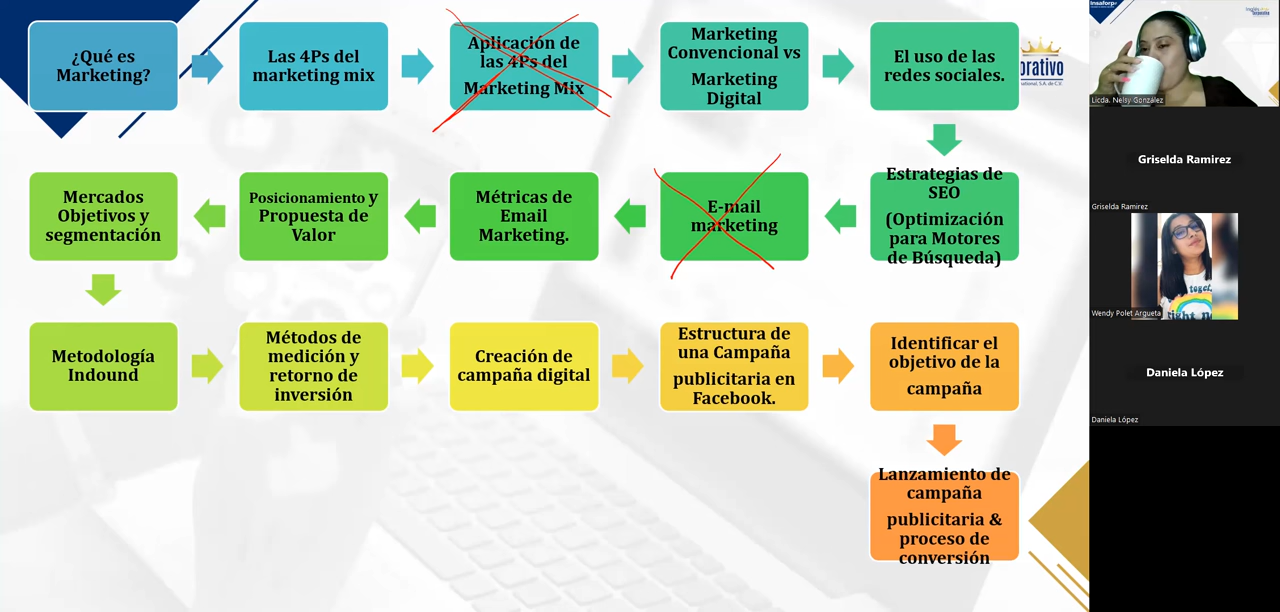 ¿Qué es
Marketing?
Las 4Ps del
marketing mix
Aplicación de
las 4Ps del
Marketing Mix
Marketing
Convencional vs
Marketing
Digital
El uso de las
redes sociales.
orativo
Estrategias de
SEO
(Optimización
para Motores
de Búsqueda)
E-mail
marketing
Métricas de
Email
Marketing.
Posicionamiento y
Propuesta de
Valor
Mercados
Objetivos y
segmentación
Metodología
Indound
Métodos de
medición y
retorno de
inversión
Creación de
campaña digital
Estructura de
una Campaña
publicitaria en
Facebook.
Identificar el
objetivo de la
campaña
Lanzamiento de
campaña
publicitaria &
proceso de
conversión
Insaforp
Licda. Nelsy González
Griselda Ramirez
Griselda Ramirez
Wendy Polet Argueta
Daniela López
Daniela López